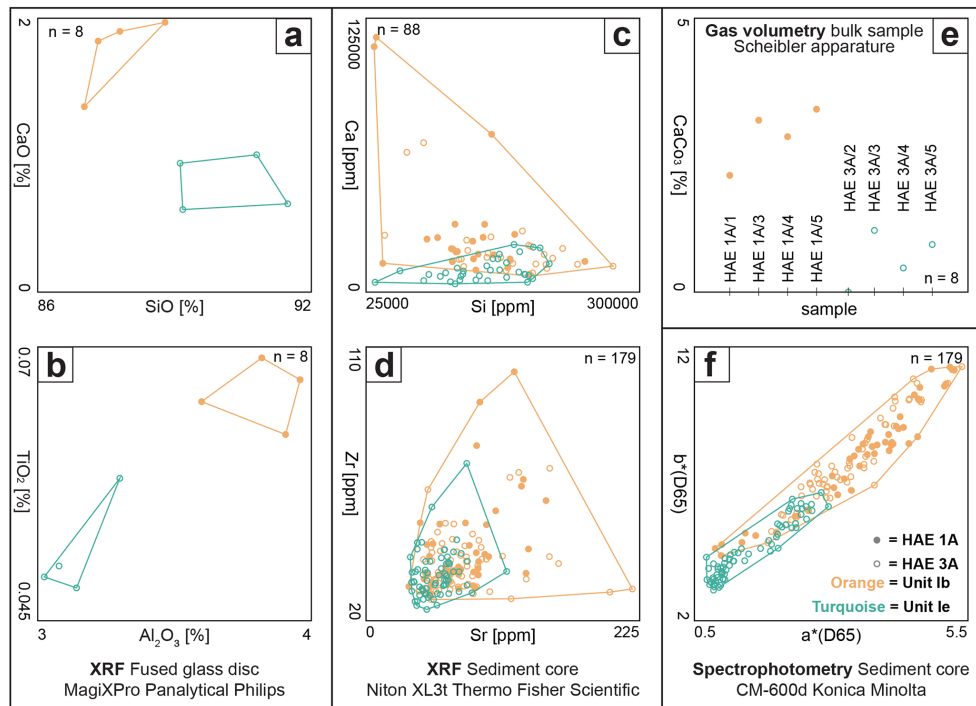 2
n = 8
a
CaO [%]
0
86
SiO [%]
92
0.07
b
n = 8
TiO₂ [%]
0.045
3
Al₂O₃ [%]
4
XRF Fused glass disc
MagiXPro Panalytical Philips
125000
n = 88
c
Ca [ppm]
0
25000
Si [ppm]
300000
110
d
n = 179
Zr [ppm]
20
0
Sr [ppm]
225
XRF Sediment core
Niton XL3t Thermo Fisher Scientific
5
Gas volumetry bulk sample
Scheibler apparature
e
CaCo₃ [%]
HAE 1A/1
HAE 1A/3
HAE 1A/4
HAE 1A/5
HAE 3A/2
HAE 3A/3
HAE 3A/4
HAE 3A/5
n = 8
0
sample
12
f
n = 179
b*(D65)
= HAE 1A
= HAE 3A
Orange = Unit Ib
Turquoise = Unit Ie
2
0.5
a*(D65)
5.5
Spectrophotometry Sediment core
CM-600d Konica Minolta